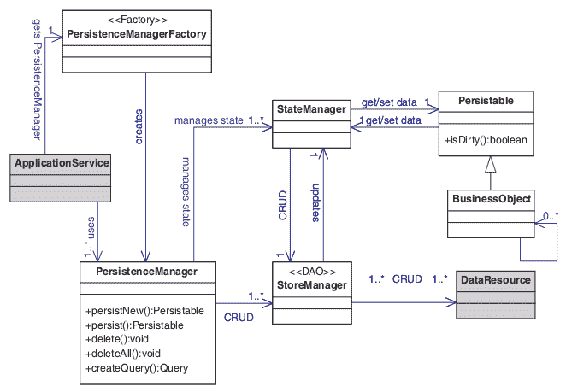 <<Factory>>
PersistenceManagerFactory
1
gets PersistenceManager
creates
ApplicationService
uses
1..*
manages state 1..*
manages state
StateManager
get/set data 1
1 get/set data
Persistable
+isDirty():boolean
BusinessObject
0..*
CRUD
1
updates
1
PersistenceManager
+persistNew():Persistable
+persist():Persistable
+delete():void
+deleteAll():void
+createQuery():Query
1..*
CRUD
<<DAO>>
StoreManager
1..* CRUD 1..*
DataResource